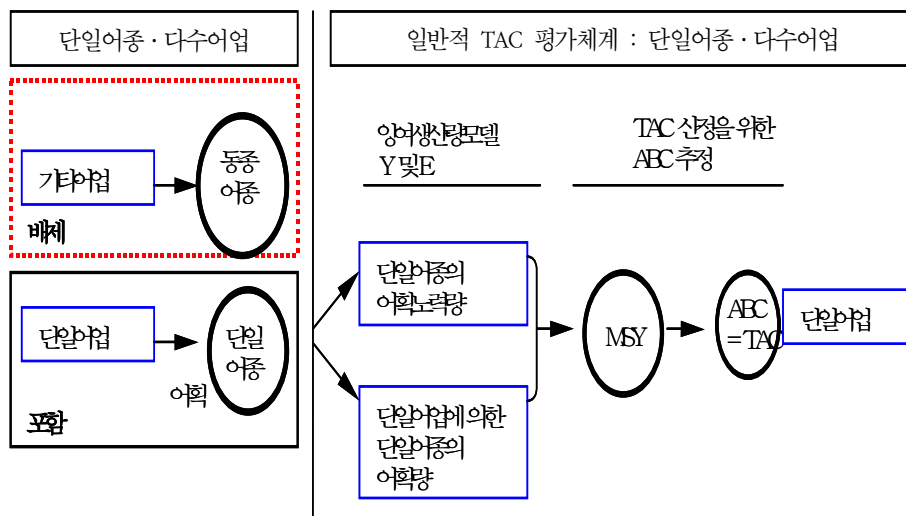 단일어종 · 다수어업
일반적 TAC 평가체계 : 단일어종 · 다수어업
기타어업
동종
어종
배제
단일어업
단일
어종
어획
포함
잉여생산량모델
Y 및 E
TAC 산정을 위한
ABC 추정
단일어종의
어획노력량
단일어업에 의한
단일어종의
어획량
MSY
ABC
= TAC
단일어업